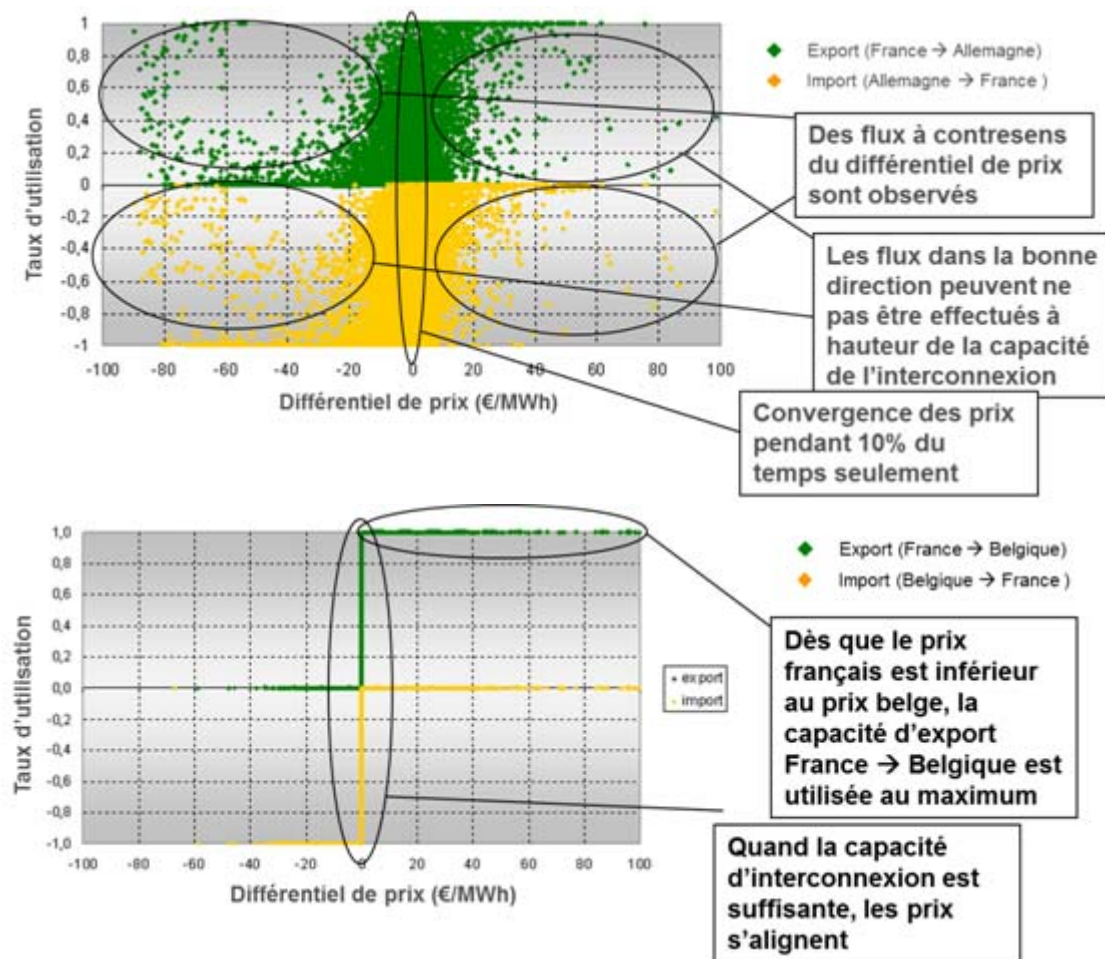 1
0,8
0,6
0,4
0,2
0
-0,2
-0,4
-0,6
-0,8
-1
Taux d'utilisation
-100 -80 -60 -40 -20 0 20 40 60 80 100
Différentiel de prix (€/MWh)
Export (France → Allemagne)
Import (Allemagne → France )
Des flux à contresens
du différentiel de prix
sont observés
Les flux dans la bonne
direction peuvent ne
pas être effectués à
hauteur de la capacité
de l'interconnexion
Convergence des prix
pendant 10% du
temps seulement
1,0
0,8
0,6
0,4
0,2
0,0
-0,2
-0,4
-0,6
-0,8
-1,0
Taux d'utilisation
-100 -80 -60 -40 -20 0 20 40 60 80 100
Différentiel de prix (€/MWh)
export
import
Export (France → Belgique)
Import (Belgique → France )
Dès que le prix
français est inférieur
au prix belge, la
capacité d'export
France → Belgique est
utilisée au maximum
Quand la capacité
d'interconnexion est
suffisante, les prix
s'alignent